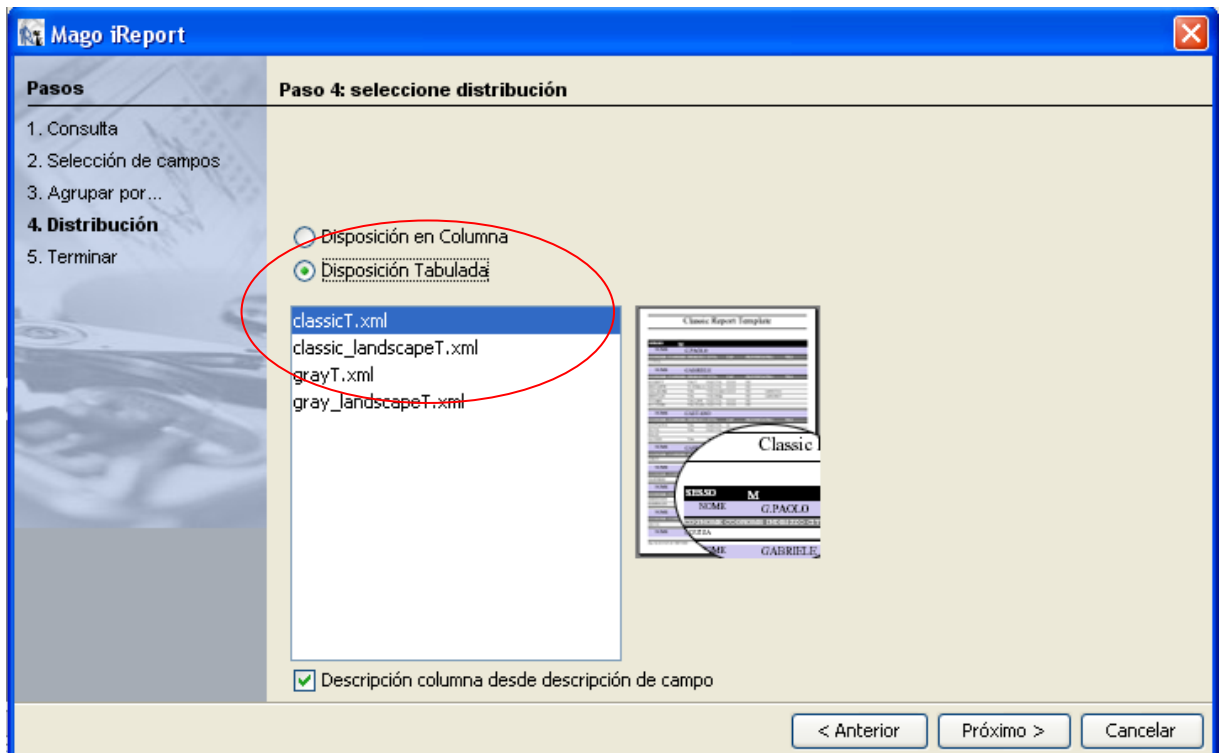 Mago iReport
Pasos
1. Consulta
2. Selección de campos
3. Agrupar por...
4. Distribución
5. Terminar
Paso 4: seleccione distribución
Disposición en Columna
Disposición Tabulada
classicT.xml
classic_landscapeT.xml
grayT.xml
gray_landscapeT.xml
Classic Report Template
Classic
SESSO M
NOME G.PAOLO
GABRIELE
Descripción columna desde descripción de campo
< Anterior
Próximo >
Cancelar